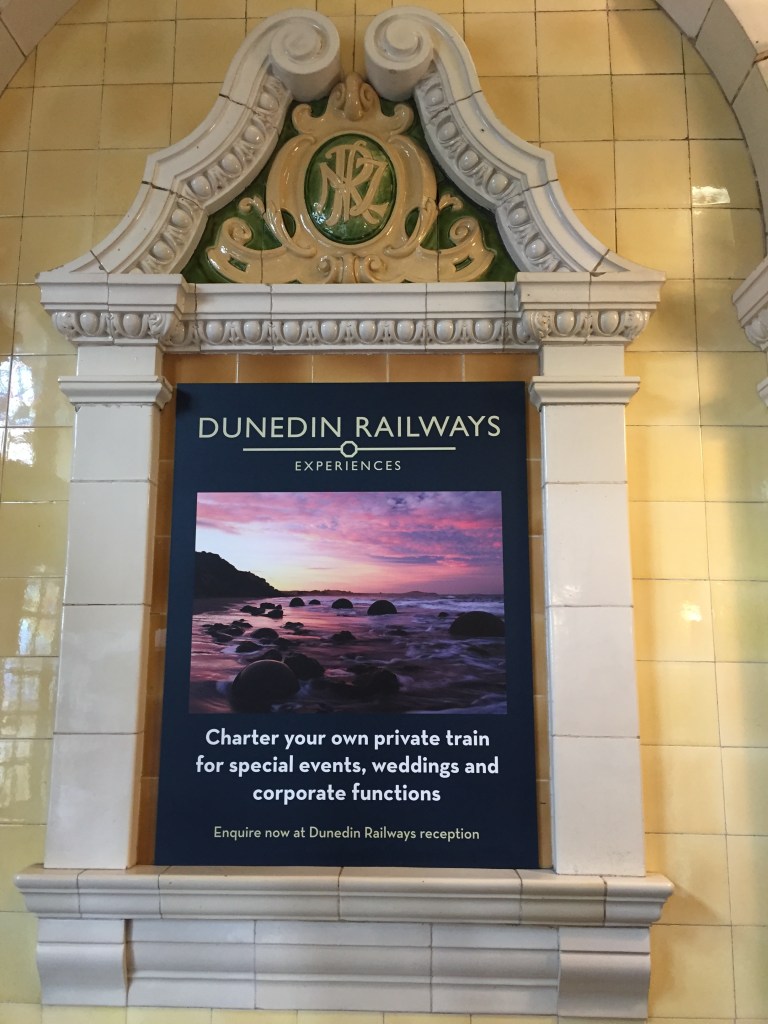 NZR
DUNEDIN RAILWAYS
EXPERIENCES
Charter your own private train
for special events, weddings and
corporate functions
Enquire now at Dunedin Railways reception